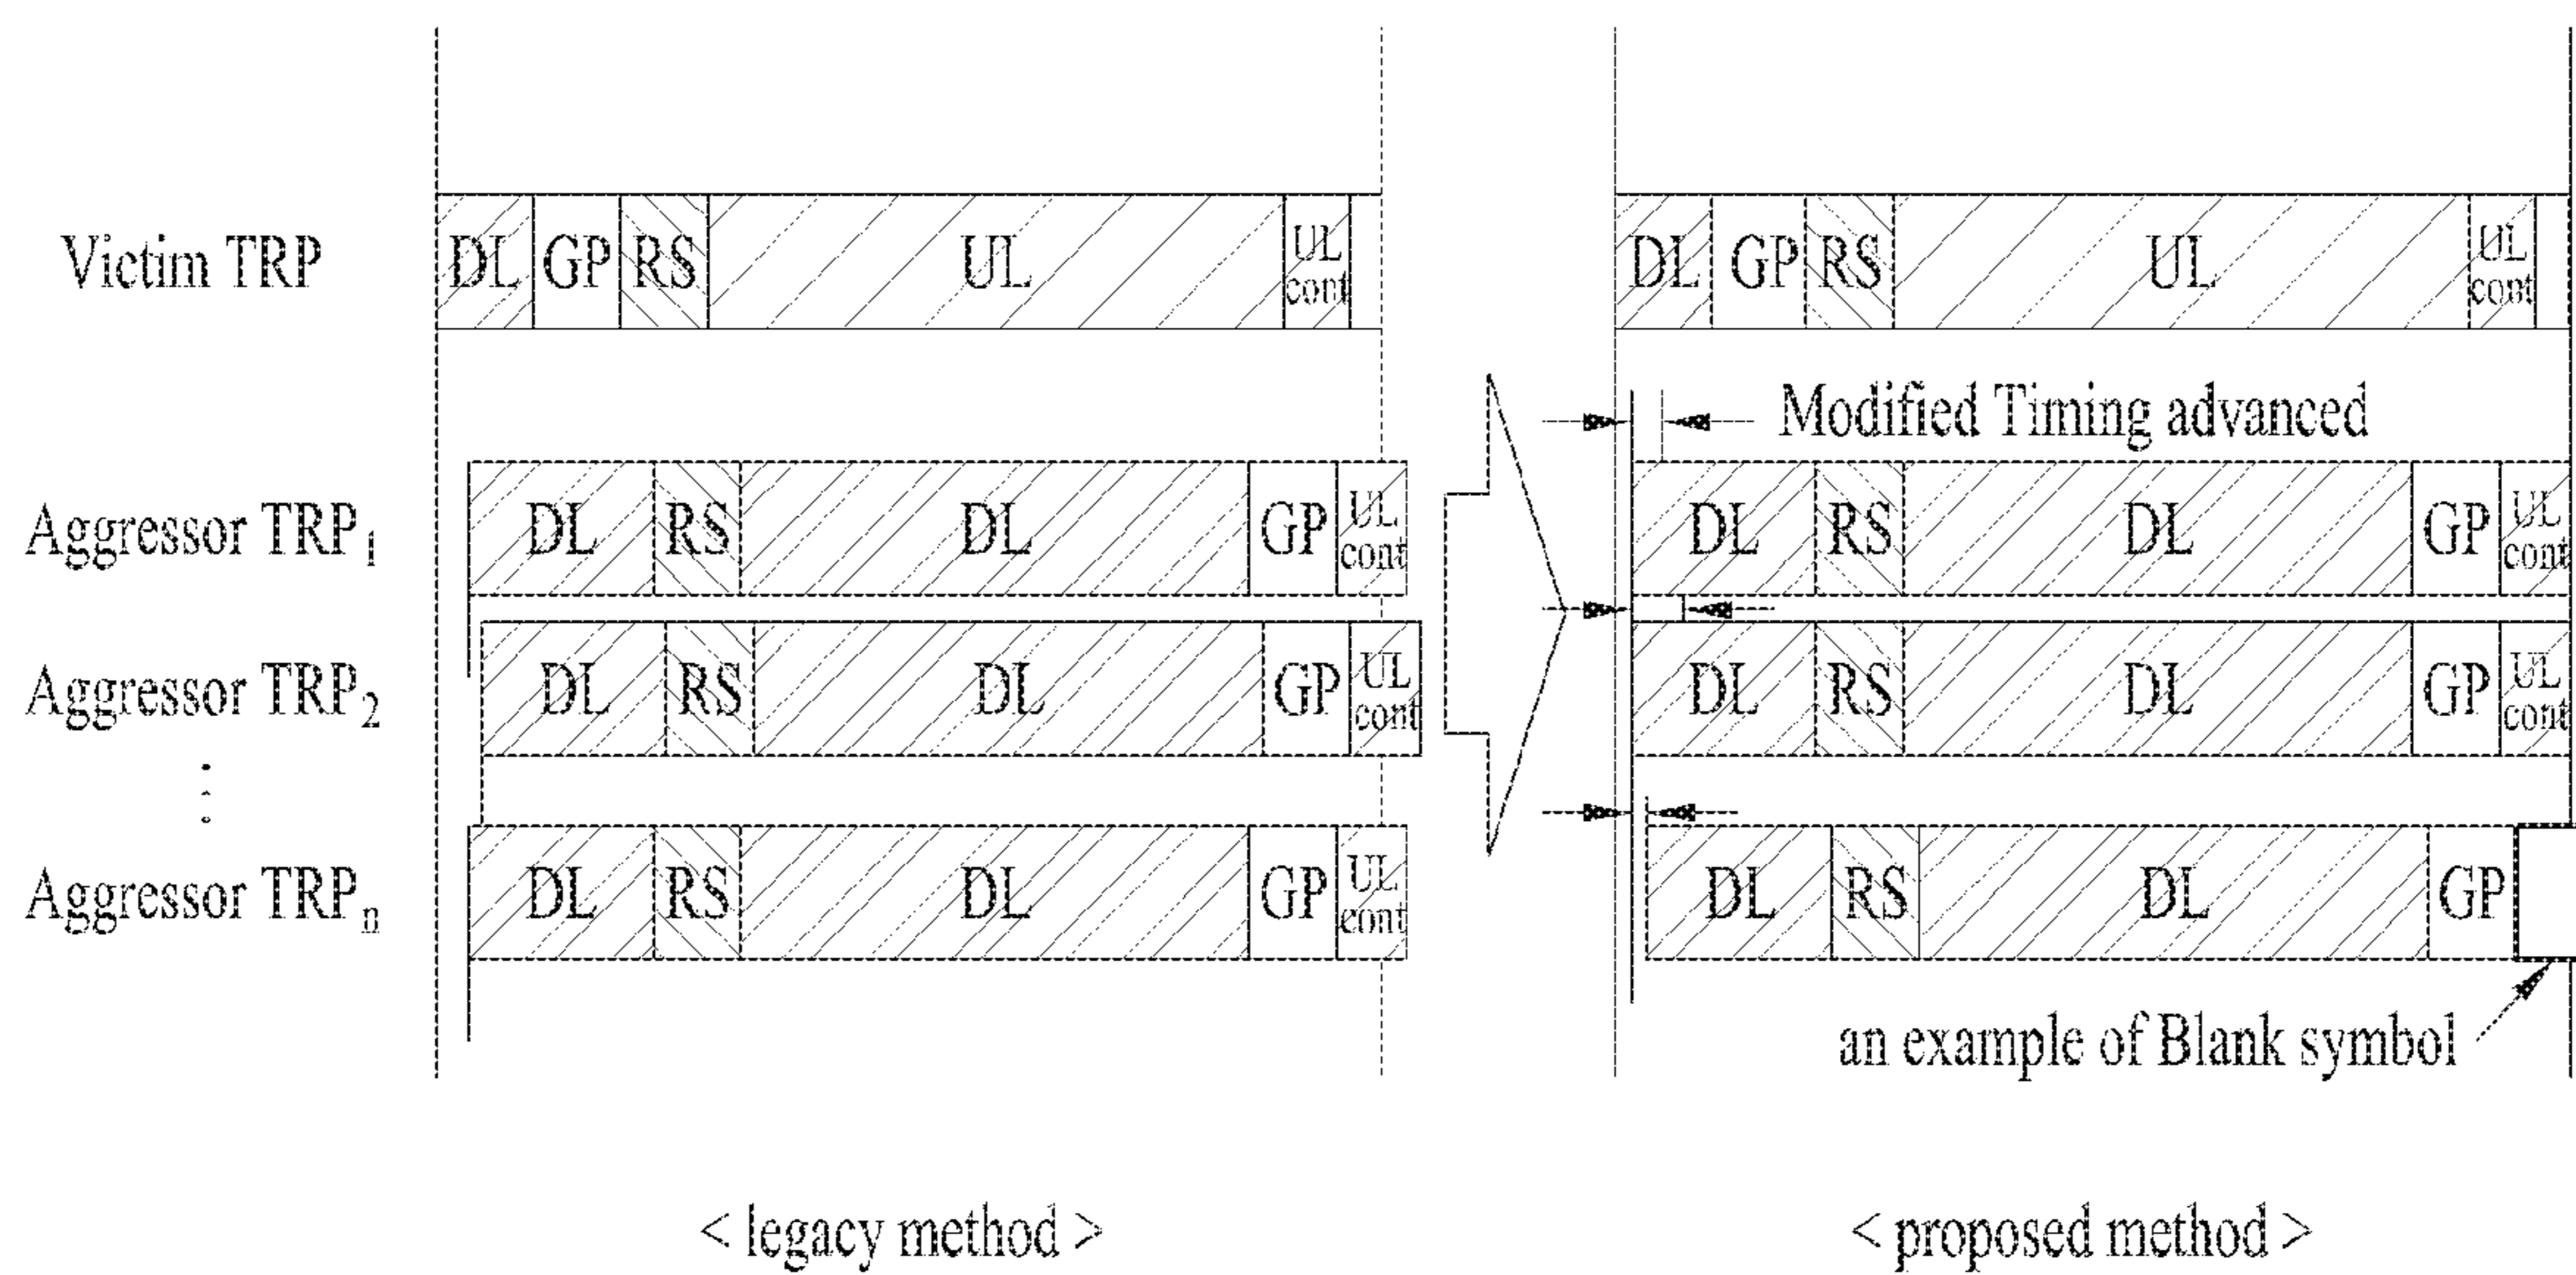 Victim TRP DL GP RS UL UL cont DL GP RS UL UL cont
Modified Timing advanced
Aggressor TRP1 DL RS DL GP UL cont DL RS DL GP UL cont
Aggressor TRP2 DL RS DL GP UL cont DL RS DL GP UL cont
Aggressor TRPn DL RS DL GP UL cont DL RS DL GP
an example of Blank symbol
< legacy method > < proposed method >